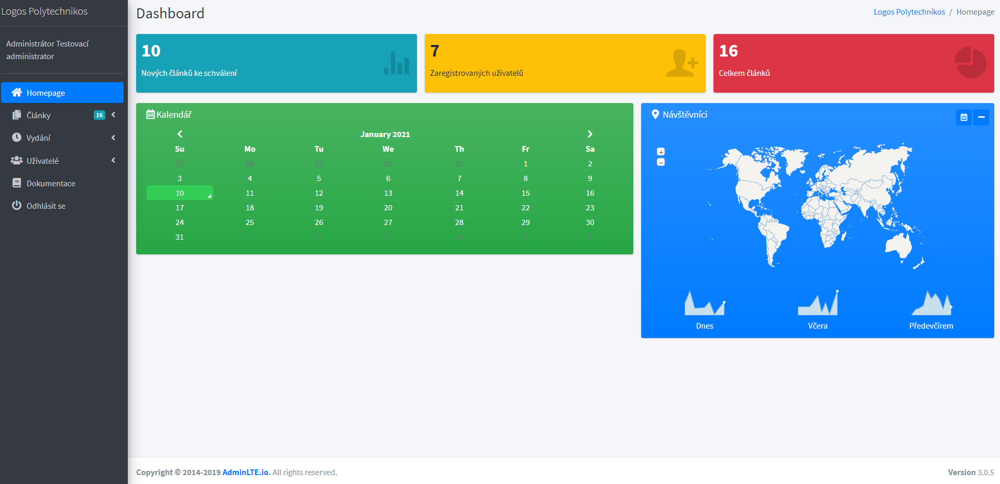 Logos Polytechnikos
Administrátor Testovací
administrator
Homepage
Články 16
Vydání
Uživatelé
Dokumentace
Odhlásit se
Dashboard
Logos Polytechnikos / Homepage
10
Nových článků ke schválení
7
Zaregistrovaných uživatelů
16
Celkem článků
Kalendář
January 2021
Su Mo Tu We Th Fr Sa
27 28 29 30 31 1 2
3 4 5 6 7 8 9
10 11 12 13 14 15 16
17 18 19 20 21 22 23
24 25 26 27 28 29 30
31 1 2 3 4 5 6
Návštěvníci
+
−
Dnes Včera Předevčírem
Copyright © 2014-2019 AdminLTE.io. All rights reserved.
Version 3.0.5